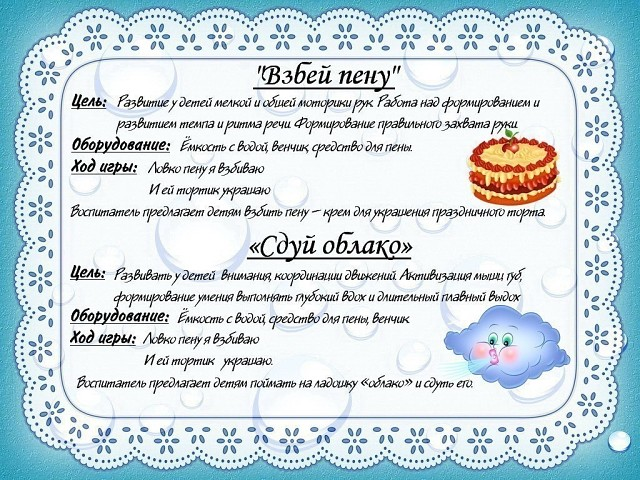 "Взбей пену"
Цель: Развитие у детей мелкой и общей моторики рук. Работа над формированием и
развитием темпа и ритма речи. Формирование правильного захвата руки.
Оборудование: Ёмкость с водой, венчик, средство для пены.
Ход игры: Ловко пену я взбиваю
И ей тортик украшаю
Воспитатель предлагает детям взбить пену – крем для украшения праздничного торта.
«Сдуй облако»
Цель: Развивать у детей внимания, координации движений. Активизация мышц губ,
формирование умения выполнять глубокий вдох и длительный плавный выдох
Оборудование: Ёмкость с водой, средство для пены, венчик
Ход игры: Ловко пену я взбиваю
И ей тортик украшаю.
Воспитатель предлагает детям поймать на ладошку «облако» и сдуть его.